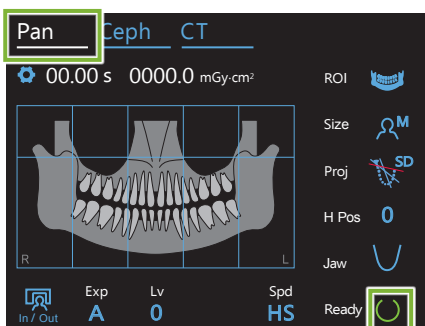 Pan Ceph CT
00.00 s 0000.0 mGy·cm²
ROI
Size M
Proj SD
H Pos 0
R L
Jaw
In / Out
Exp Lv Spd
A 0 HS
Ready